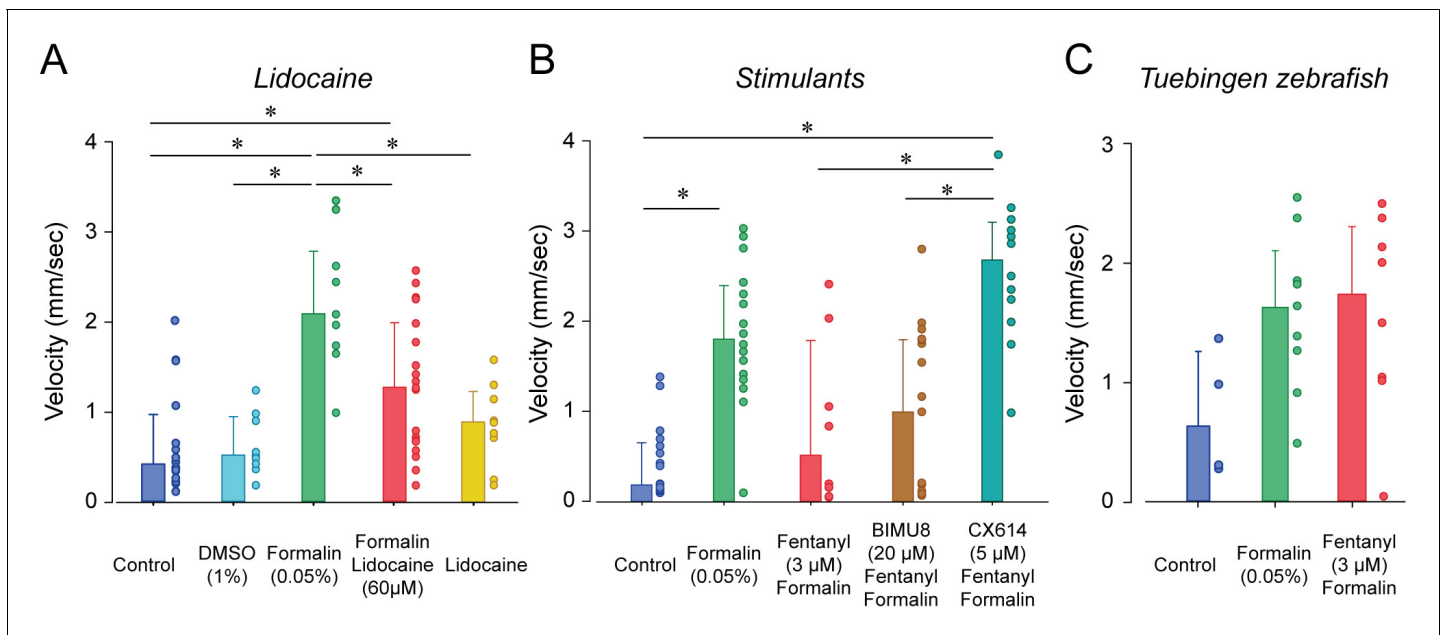 A
Lidocaine
*
*
*
*
*
4
3
2
1
0
Velocity (mm/sec)
Control
DMSO
(1%)
Formalin
(0.05%)
Formalin
Lidocaine
(60µM)
Lidocaine
B
Stimulants
*
*
*
*
4
3
2
1
0
Velocity (mm/sec)
Control
Formalin
(0.05%)
Fentanyl
(3 µM)
Formalin
BIMU8
(20 µM)
Fentanyl
Formalin
CX614
(5 µM)
Fentanyl
Formalin
C
Tuebingen zebrafish
3
2
1
0
Velocity (mm/sec)
Control
Formalin
(0.05%)
Fentanyl
(3 µM)
Formalin